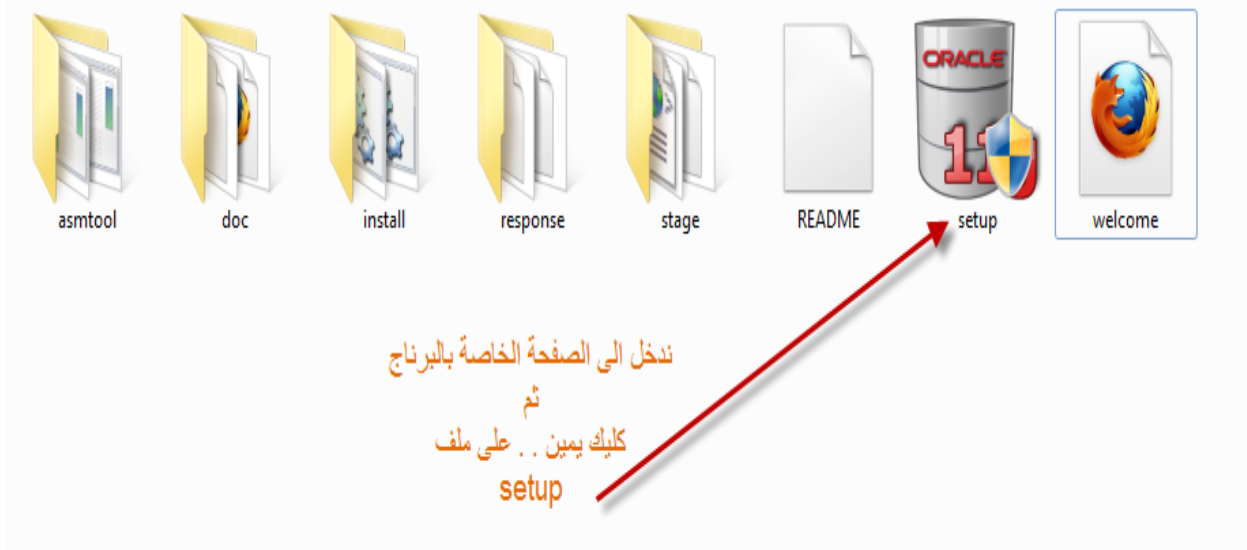 ORACLE
11g
asmtool
doc
install
response
stage
README
setup
welcome
ندخل الى الصفحة الخاصة بالبرناج
ثم
كليك يمين . . على ملف
setup